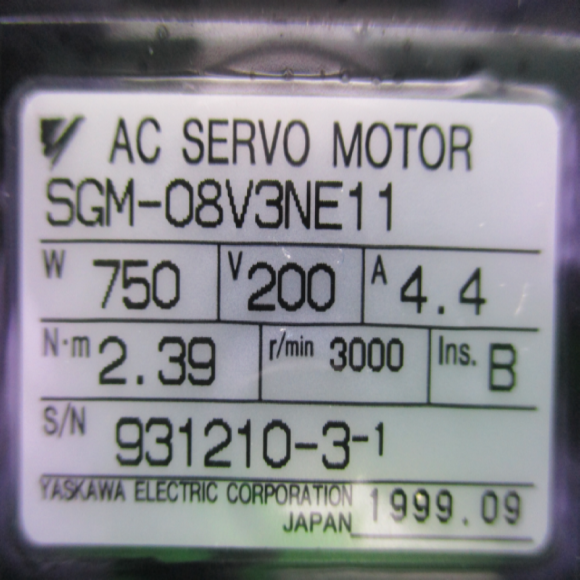 AC SERVO MOTOR
SGM-08V3NE11
W 750 V 200 A 4.4
N·m 2.39 r/min 3000 Ins. B
S/N 931210-3-1
YASKAWA ELECTRIC CORPORATION
JAPAN 1999.09